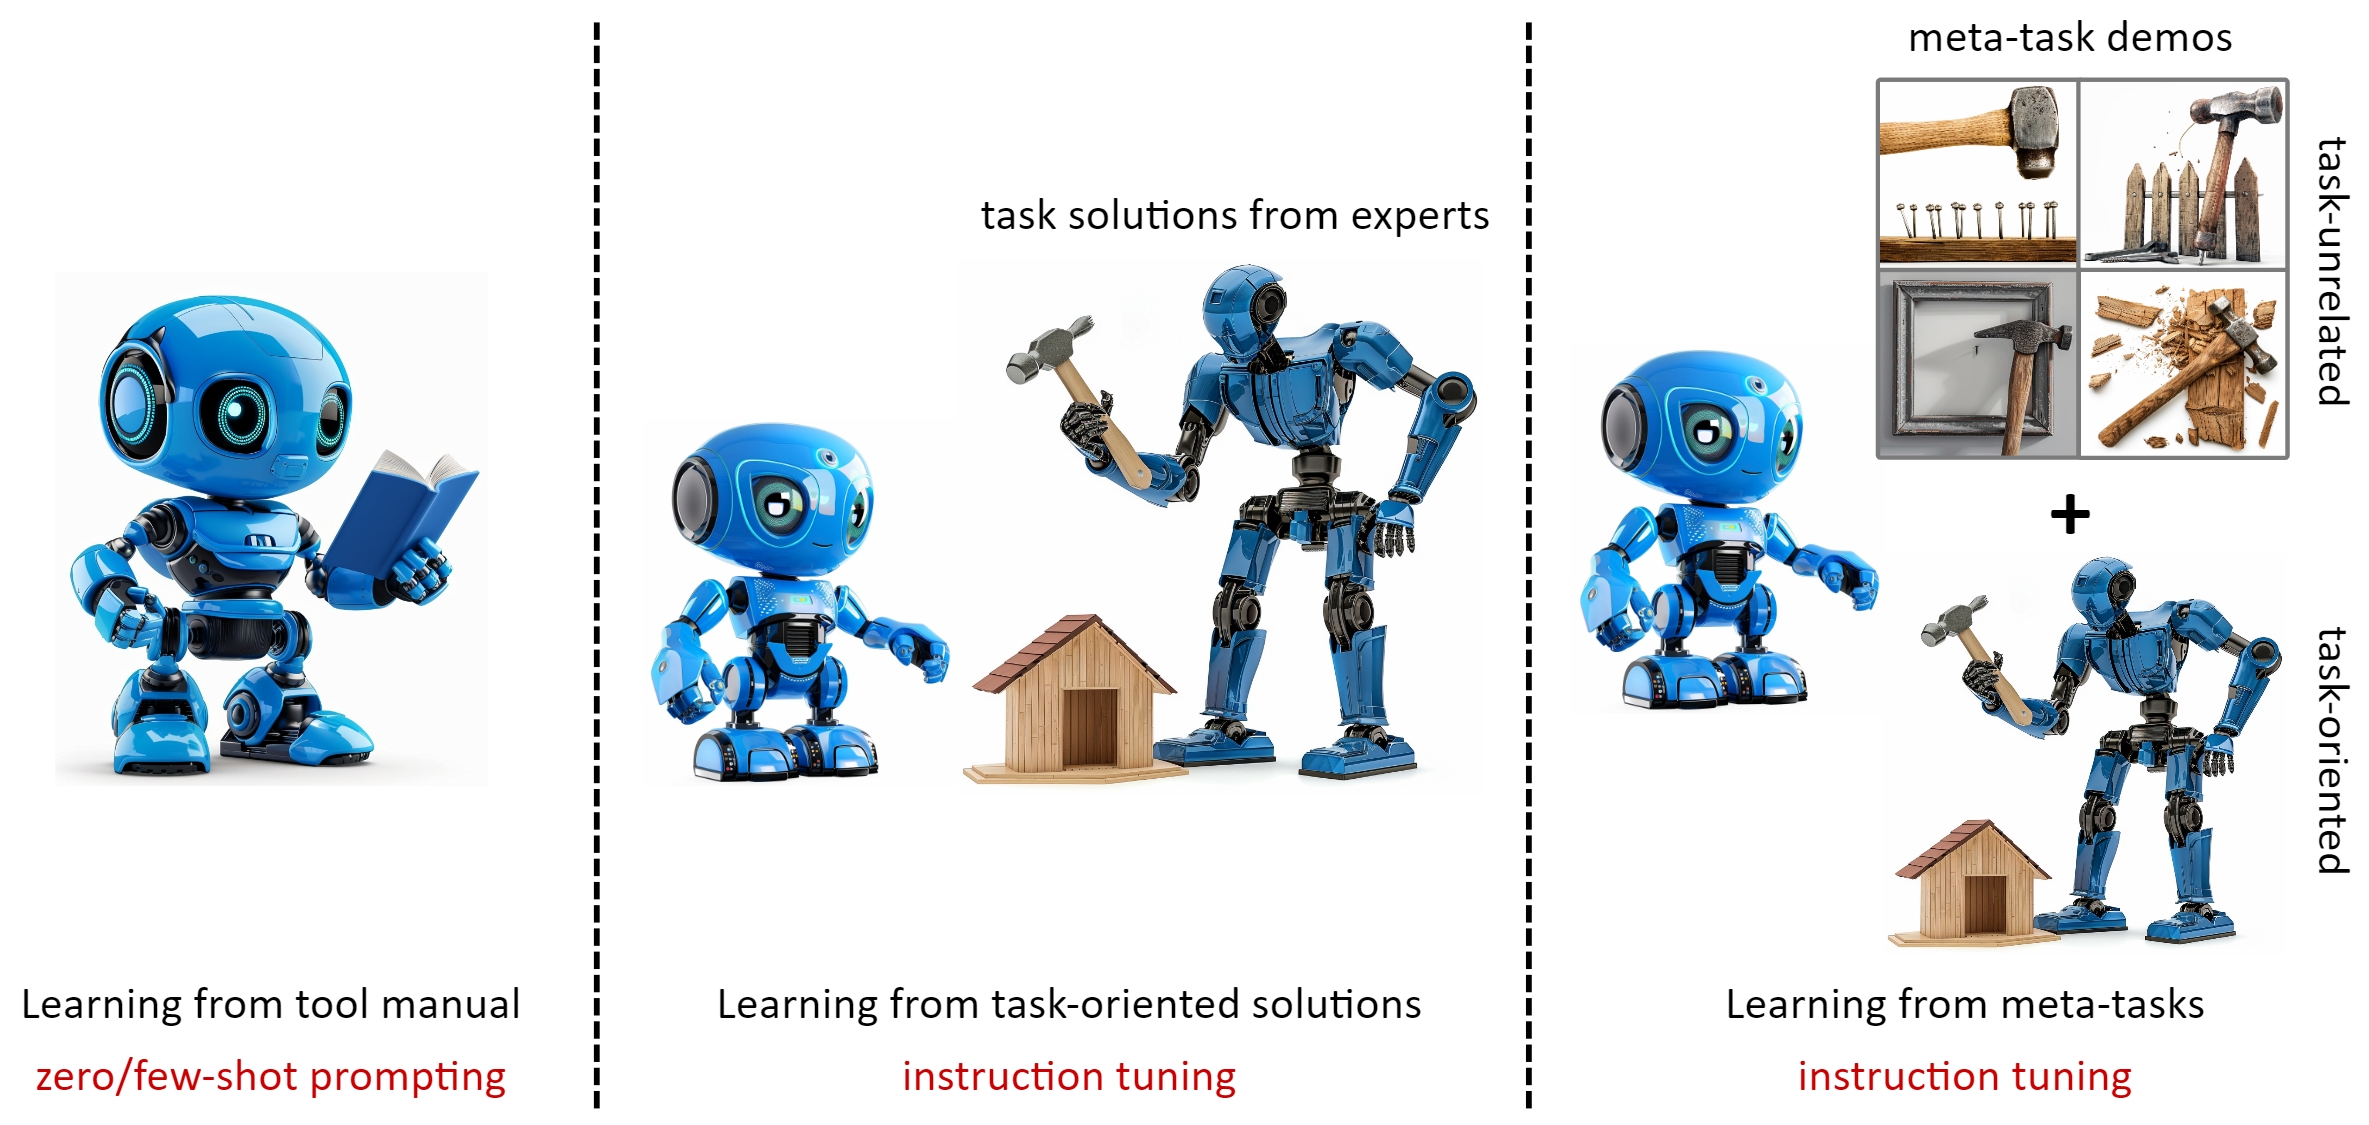 Learning from tool manual
zero/few-shot prompting
task solutions from experts
Learning from task-oriented solutions
instruction tuning
meta-task demos
task-unrelated
+
task-oriented
Learning from meta-tasks
instruction tuning